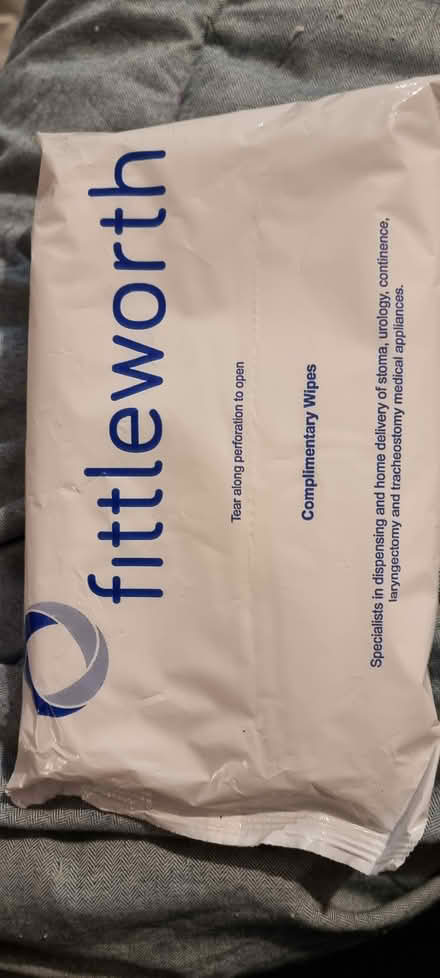 fittleworth
Tear along perforation to open
Complimentary Wipes
Specialists in dispensing and home delivery of stoma, urology, continence,
laryngectomy and tracheostomy medical appliances.